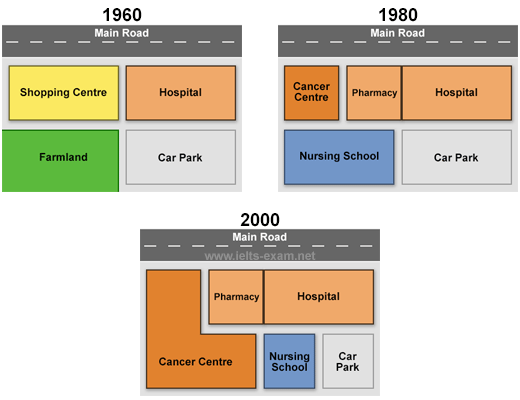 1960
Main Road
Shopping Centre
Hospital
Farmland
Car Park
1980
Main Road
Cancer
Centre
Pharmacy
Hospital
Nursing School
Car Park
2000
Main Road
www.ielts-exam.net
Pharmacy
Hospital
Cancer Centre
Nursing
School
Car
Park